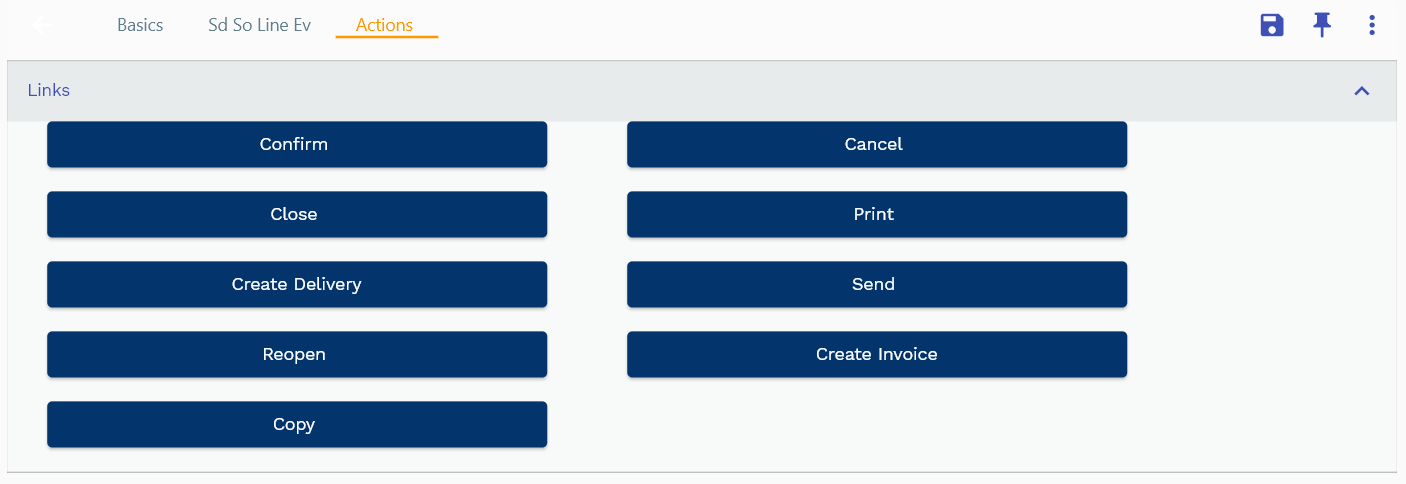 Basics Sd So Line Ev Actions
Links
Confirm Cancel
Close Print
Create Delivery Send
Reopen Create Invoice
Copy